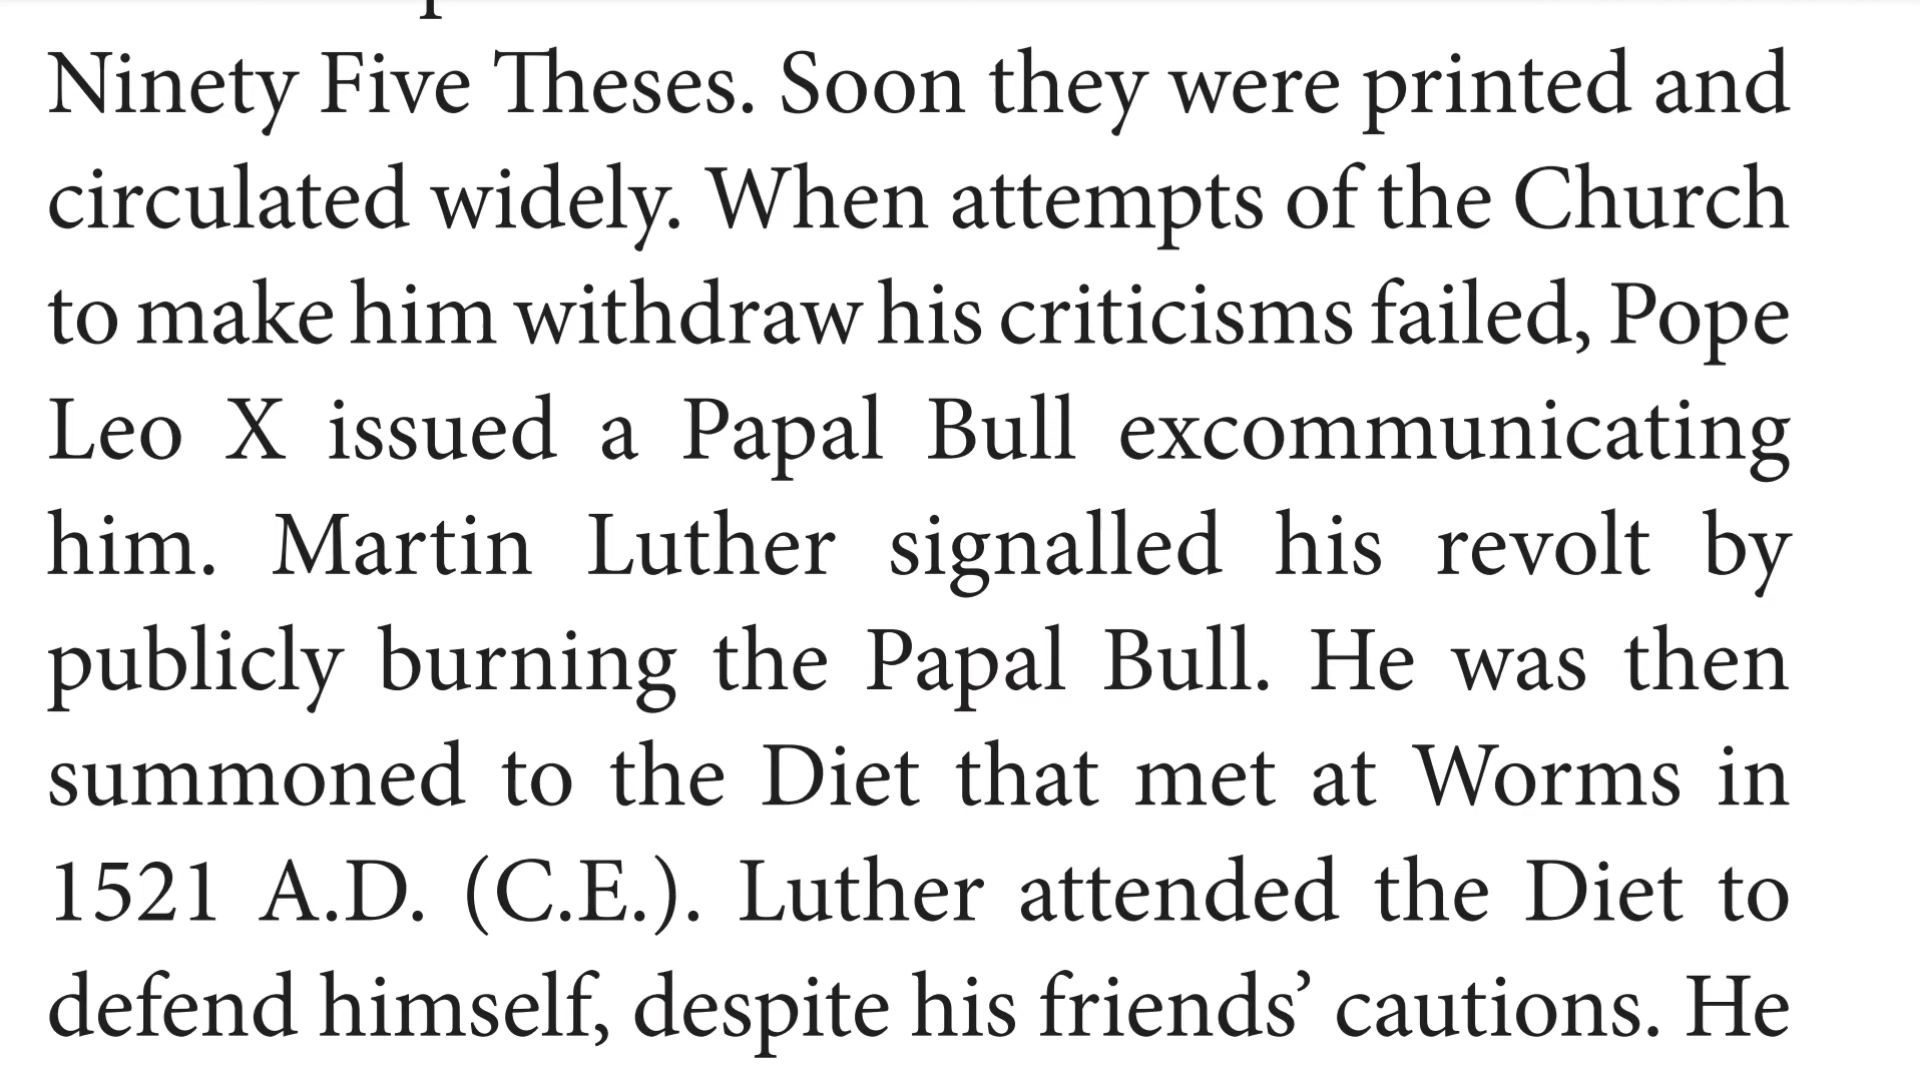 Ninety Five Theses. Soon they were printed and
circulated widely. When attempts of the Church
to make him withdraw his criticisms failed, Pope
Leo X issued a Papal Bull excommunicating
him. Martin Luther signalled his revolt by
publicly burning the Papal Bull. He was then
summoned to the Diet that met at Worms in
1521 A.D. (C.E.). Luther attended the Diet to
defend himself, despite his friends’ cautions. He